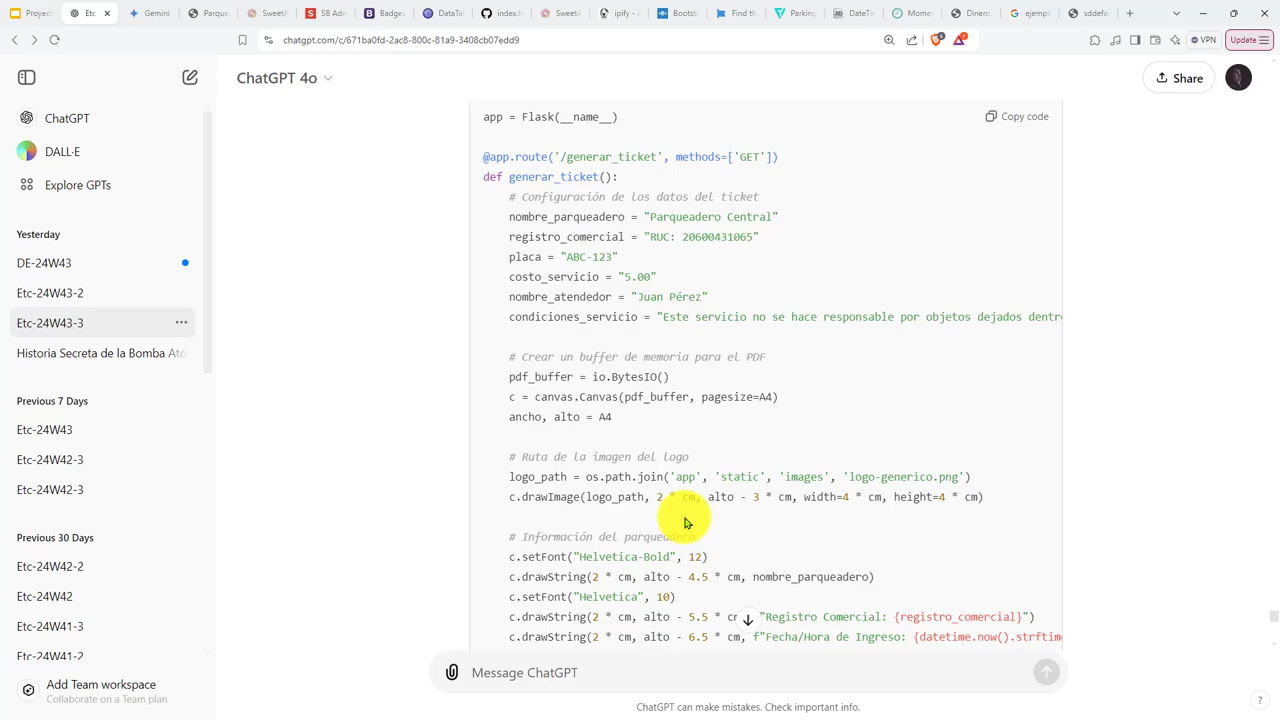 Proyec
Etc
Gemini
Parque
SweetA
SB Adn
Badges
DataTal
index.h
SweetA
ipify - A
Bootst
Find the
Parking
DateTi
Mome
Dinero.
ejempl
sddefa
chatgpt.com/c/671ba0fd-2ac8-800c-81a9-3408cb07edd9
VPN
Update
ChatGPT 4o
Share
ChatGPT
DALL·E
Explore GPTs
Yesterday
DE-24W43
Etc-24W43-2
Etc-24W43-3
Historia Secreta de la Bomba Ató
Previous 7 Days
Etc-24W43
Etc-24W42-3
Etc-24W42-3
Previous 30 Days
Etc-24W42-2
Etc-24W42
Etc-24W41-3
Etc-24W41-2
Add Team workspace
Collaborate on a Team plan
Copy code
app = Flask(__name__)
@app.route('/generar_ticket', methods=['GET'])
def generar_ticket():
# Configuración de los datos del ticket
nombre_parqueadero = "Parqueadero Central"
registro_comercial = "RUC: 20600431065"
placa = "ABC-123"
costo_servicio = "5.00"
nombre_atendedor = "Juan Pérez"
condiciones_servicio = "Este servicio no se hace responsable por objetos dejados dentro
# Crear un buffer de memoria para el PDF
pdf_buffer = io.BytesIO()
c = canvas.Canvas(pdf_buffer, pagesize=A4)
ancho, alto = A4
# Ruta de la imagen del logo
logo_path = os.path.join('app', 'static', 'images', 'logo-generico.png')
c.drawImage(logo_path, 2 * cm, alto - 3 * cm, width=4 * cm, height=4 * cm)
# Información del parqueadero
c.setFont("Helvetica-Bold", 12)
c.drawString(2 * cm, alto - 4.5 * cm, nombre_parqueadero)
c.setFont("Helvetica", 10)
c.drawString(2 * cm, alto - 5.5 * cm "Registro Comercial: {registro_comercial}")
c.drawString(2 * cm, alto - 6.5 * cm, f"Fecha/Hora de Ingreso: {datetime.now().strftime
Message ChatGPT
ChatGPT can make mistakes. Check important info.
?